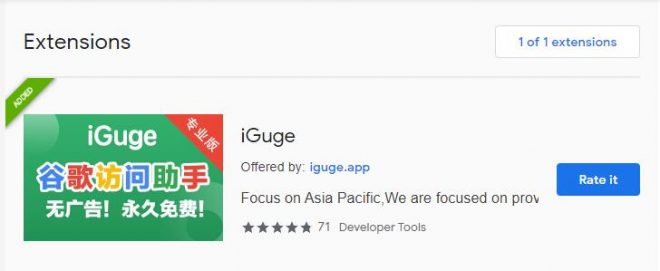 Extensions
1 of 1 extensions
ADDED
iGuge
专业版
谷歌访问助手
无广告! 永久免费!
iGuge
Offered by: iguge.app
Rate it
Focus on Asia Pacific,We are focused on prov
71 Developer Tools